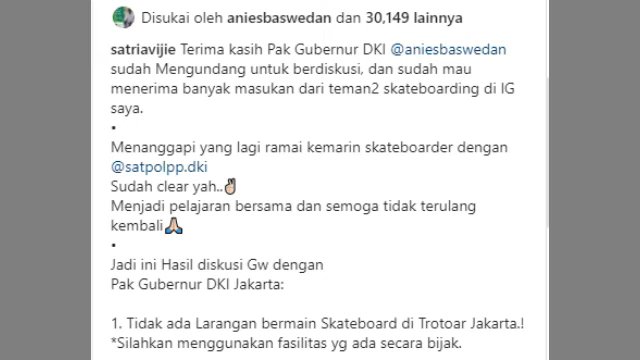 Disukai oleh aniesbaswedan dan 30,149 lainnya
satriavijie Terima kasih Pak Gubernur DKI @aniesbaswedan
sudah Mengundang untuk berdiskusi, dan sudah mau
menerima banyak masukan dari teman2 skateboarding di IG
saya.
•
Menanggapi yang lagi ramai kemarin skateboarder dengan
@satpolpp.dki
Sudah clear yah..✌🏻
Menjadi pelajaran bersama dan semoga tidak terulang
kembali🙏🏻
•
Jadi ini Hasil diskusi Gw dengan
Pak Gubernur DKI Jakarta:
1. Tidak ada Larangan bermain Skateboard di Trotoar Jakarta.!
*Silahkan menggunakan fasilitas yg ada secara bijak.